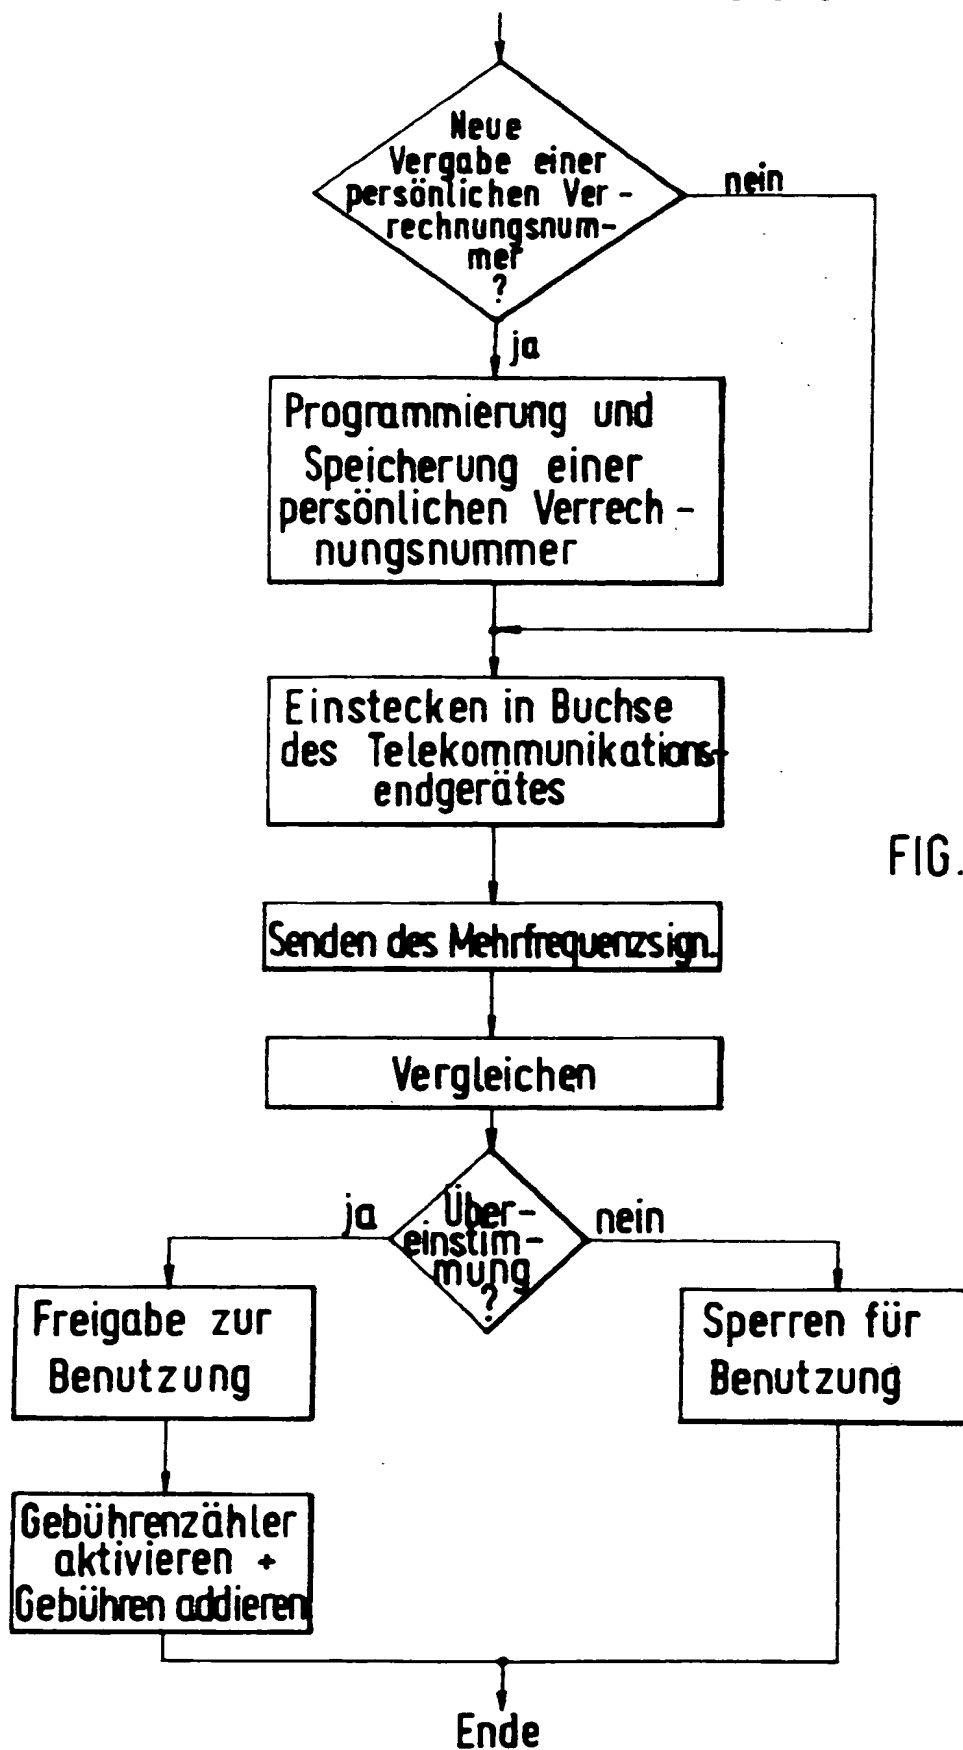 Neue
Vergabe einer
persönlichen Ver-
rechnungsnum-
mer
?
nein
ja
Programmierung und
Speicherung einer
persönlichen Verrech-
nungsnummer
Einstecken in Buchse
des Telekommunikations-
endgerätes
FIG.
Senden des Mehrfrequenzsign.
Vergleichen
ja
Über-
einstim-
mung
?
nein
Freigabe zur
Benutzung
Sperren für
Benutzung
Gebührenzähler
aktivieren +
Gebühren addieren
Ende